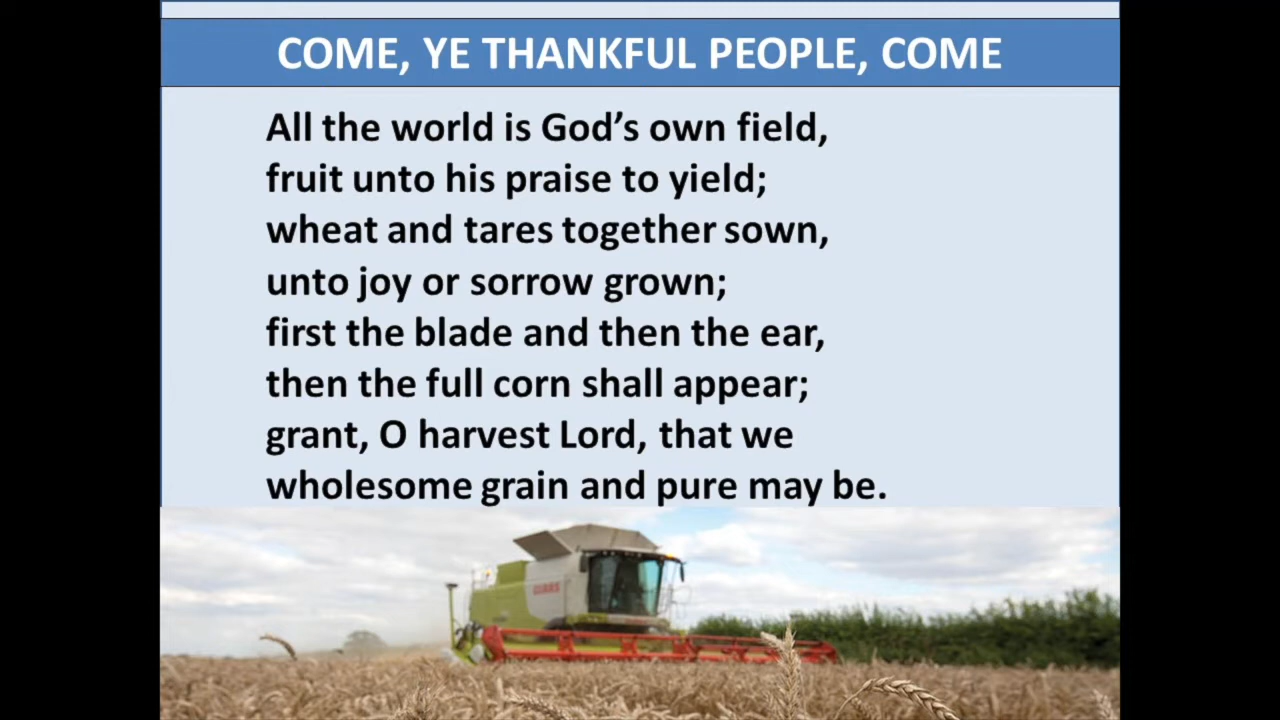 COME, YE THANKFUL PEOPLE, COME
All the world is God’s own field,
fruit unto his praise to yield;
wheat and tares together sown,
unto joy or sorrow grown;
first the blade and then the ear,
then the full corn shall appear;
grant, O harvest Lord, that we
wholesome grain and pure may be.
CLAAS